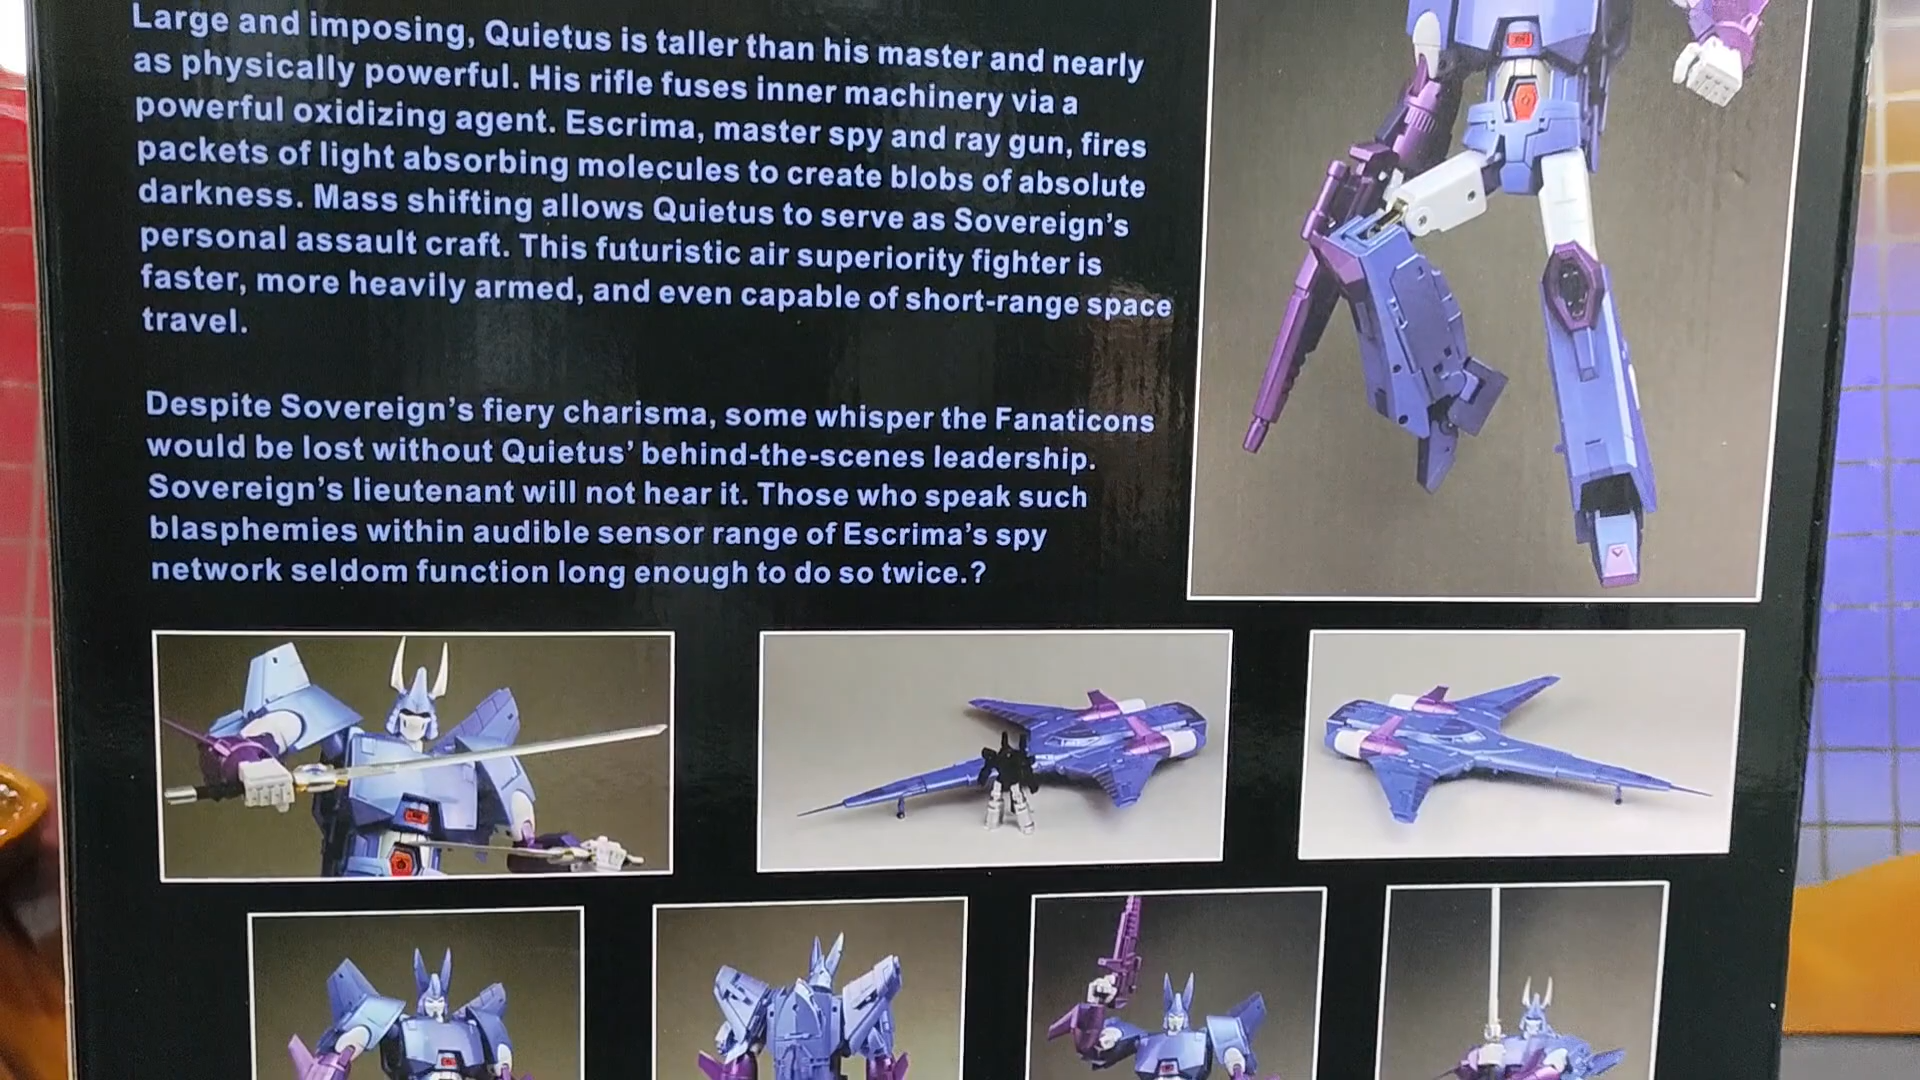 Large and imposing, Quietus is taller than his master and nearly
as physically powerful. His rifle fuses inner machinery via a
powerful oxidizing agent. Escrima, master spy and ray gun, fires
packets of light absorbing molecules to create blobs of absolute
darkness. Mass shifting allows Quietus to serve as Sovereign's
personal assault craft. This futuristic air superiority fighter is
faster, more heavily armed, and even capable of short-range space
travel.
Despite Sovereign's fiery charisma, some whisper the Fanaticons
would be lost without Quietus' behind-the-scenes leadership.
Sovereign's lieutenant will not hear it. Those who speak such
blasphemies within audible sensor range of Escrima's spy
network seldom function long enough to do so twice.?